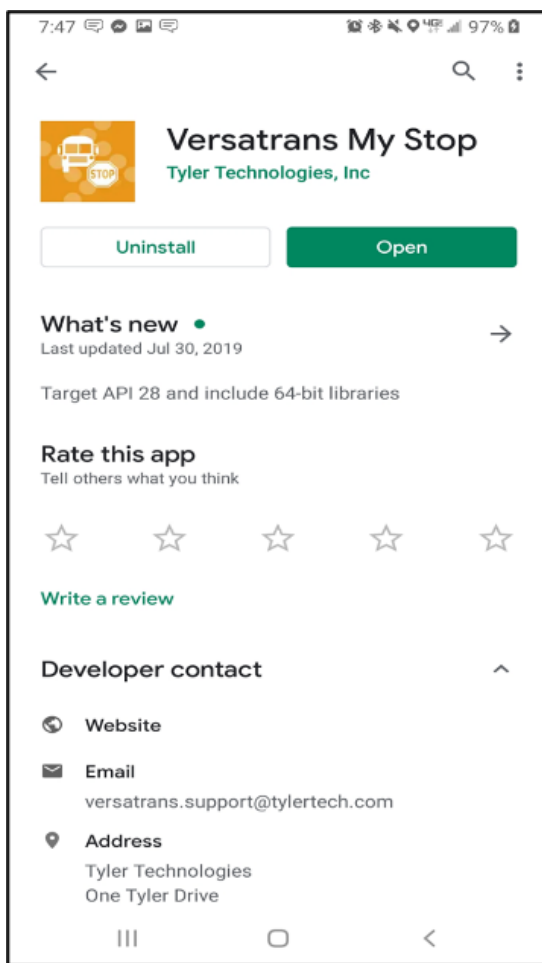 7:47
97%
Versatrans My Stop
STOP
Tyler Technologies, Inc
Uninstall
Open
What's new
Last updated Jul 30, 2019
Target API 28 and include 64-bit libraries
Rate this app
Tell others what you think
Write a review
Developer contact
Website
Email
versatrans.support@tylertech.com
Address
Tyler Technologies
One Tyler Drive